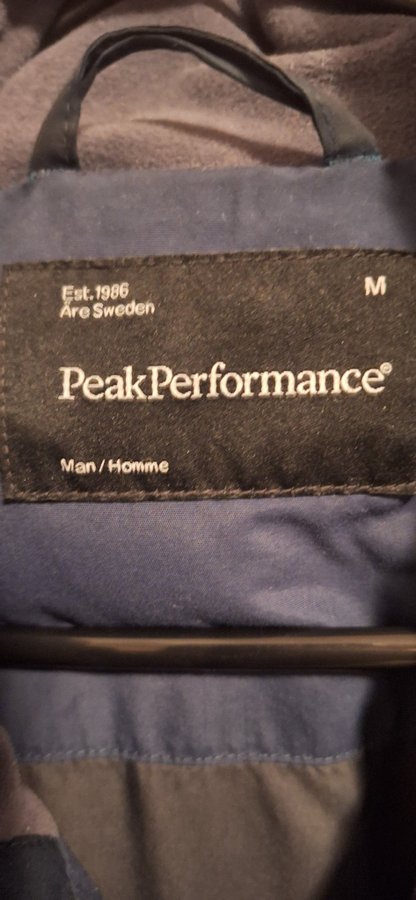 Est.1986
Åre Sweden
M
PeakPerformance®
Man / Homme